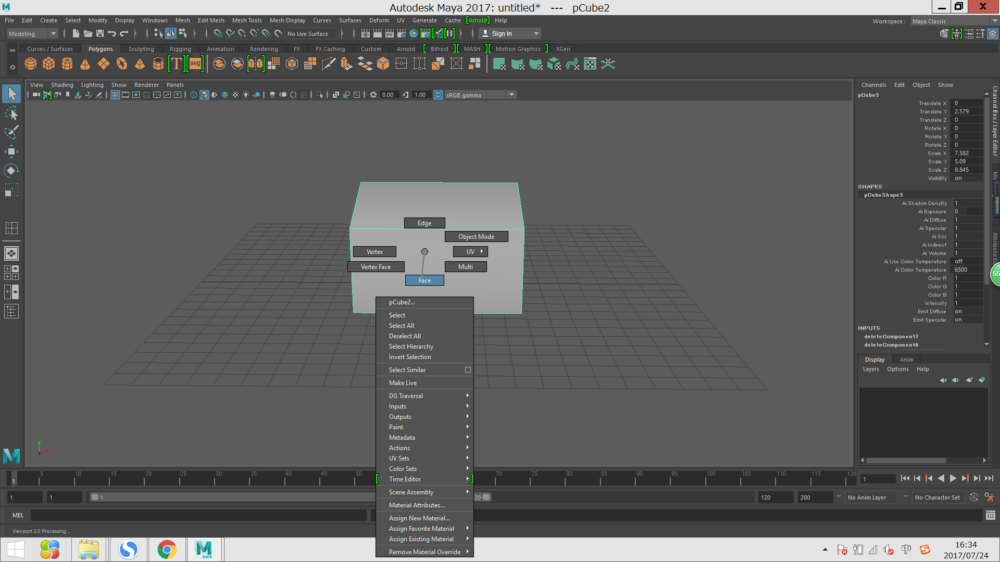 Autodesk Maya 2017: untitled* --- pCube2
File Edit Create Select Modify Display Windows Mesh Edit Mesh Mesh Tools Mesh Display Curves Surfaces Deform UV Generate Cache [Arnold] Help
Workspace : Maya Classic
Modeling No Live Surface Sign In
Curves / Surfaces Polygons Sculpting Rigging Animation Rendering FX FX Caching Custom Arnold Bifrost MASH Motion Graphics XGen
T svg
View Shading Lighting Show Renderer Panels
0.00 1.00 ON sRGB gamma
Channels Edit Object Show
pCube2
Translate X 0
Translate Y 2.579
Translate Z 0
Rotate X 0
Rotate Y 0
Rotate Z 0
Scale X 7.582
Scale Y 5.09
Scale Z 8.845
Visibility on
SHAPES
pCubeShape2
Ai Shadow Density 1
Ai Exposure 0
Ai Diffuse 1
Ai Specular 1
Ai Sss 1
Ai Indirect 1
Ai Volume 1
Ai Use Color Temperature off
Ai Color Temperature 6500
Color R 1
Color G 1
Color B 1
Intensity 1
Emit Diffuse on
Emit Specular on
INPUTS
deleteComponent7
deleteComponent6
Channel Box / Layer Editor
Mo
Attribute E
55
Display Anim
Layers Options Help
Edge
Object Mode
Vertex UV
Vertex Face Multi
Face
pCube2...
Select
Select All
Deselect All
Select Hierarchy
Invert Selection
Select Similar
Make Live
DG Traversal
Inputs
Outputs
Paint
Metadata
Actions
UV Sets
Color Sets
Time Editor
Scene Assembly
Material Attributes...
Assign New Material...
Assign Favorite Material
Assign Existing Material
Remove Material Override
y x z
1 5 10 15 20 25 30 35 40 45 50 70 75 80 85 90 95 100 105 110 115 120
1
1 1 1 20 120 200 No Anim Layer No Character Set
MEL
Viewport 2.0 Processing ..
MAYA
中
16:34
2017/07/24